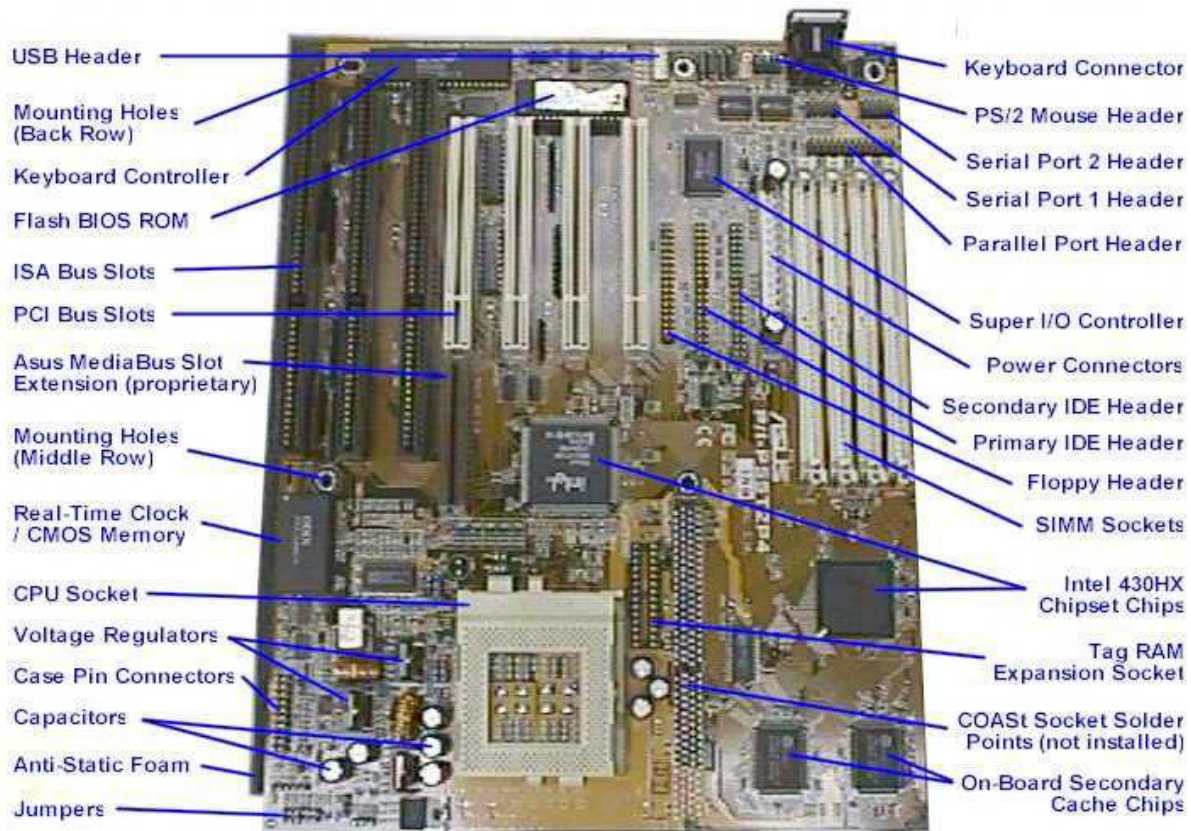 USB Header
Mounting Holes
(Back Row)
Keyboard Controller
Flash BIOS ROM
ISA Bus Slots
PCI Bus Slots
Asus MediaBus Slot
Extension (proprietary)
Mounting Holes
(Middle Row)
Real-Time Clock
/ CMOS Memory
CPU Socket
Voltage Regulators
Case Pin Connectors
Capacitors
Anti-Static Foam
Jumpers
intel
Keyboard Connector
PS/2 Mouse Header
Serial Port 2 Header
Serial Port 1 Header
Parallel Port Header
Super I/O Controller
Power Connectors
Secondary IDE Header
Primary IDE Header
Floppy Header
SIMM Sockets
Intel 430HX
Chipset Chips
Tag RAM
Expansion Socket
COASt Socket Solder
Points (not installed)
On-Board Secondary
Cache Chips